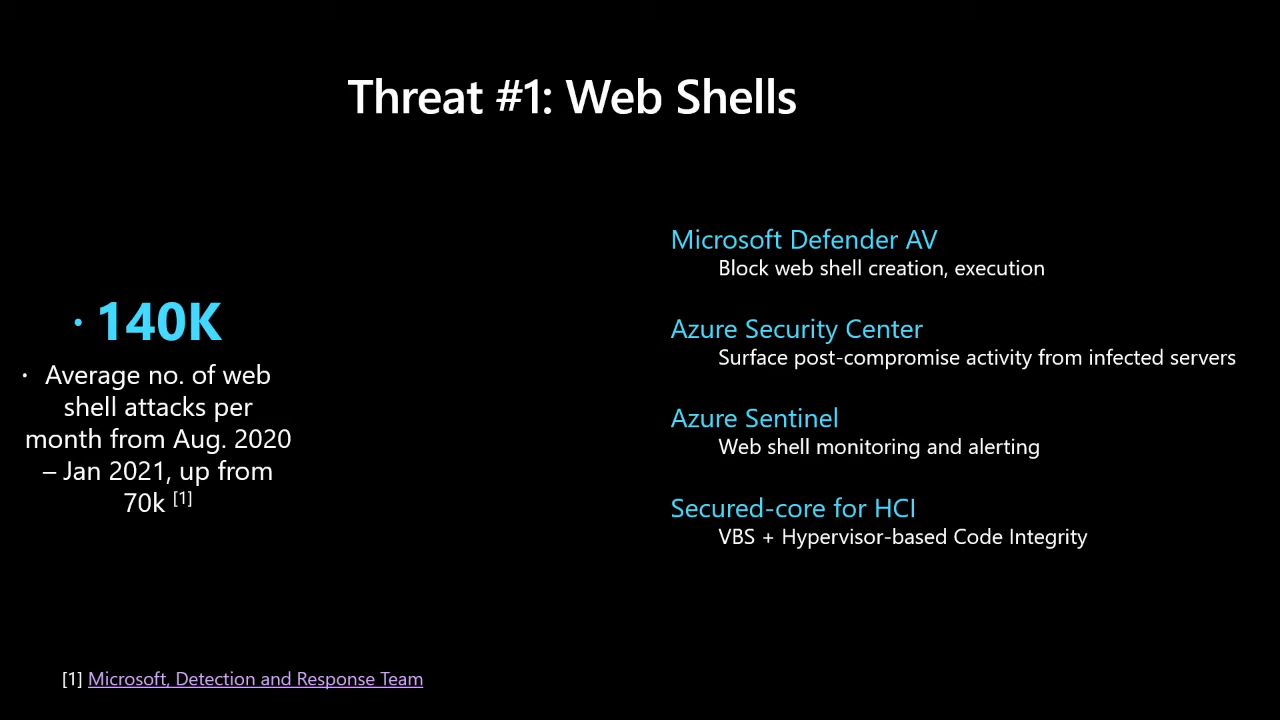 Threat #1: Web Shells
· 140K
· Average no. of web
shell attacks per
month from Aug. 2020
– Jan 2021, up from
70k [1]
Microsoft Defender AV
Block web shell creation, execution
Azure Security Center
Surface post-compromise activity from infected servers
Azure Sentinel
Web shell monitoring and alerting
Secured-core for HCI
VBS + Hypervisor-based Code Integrity
[1] Microsoft, Detection and Response Team